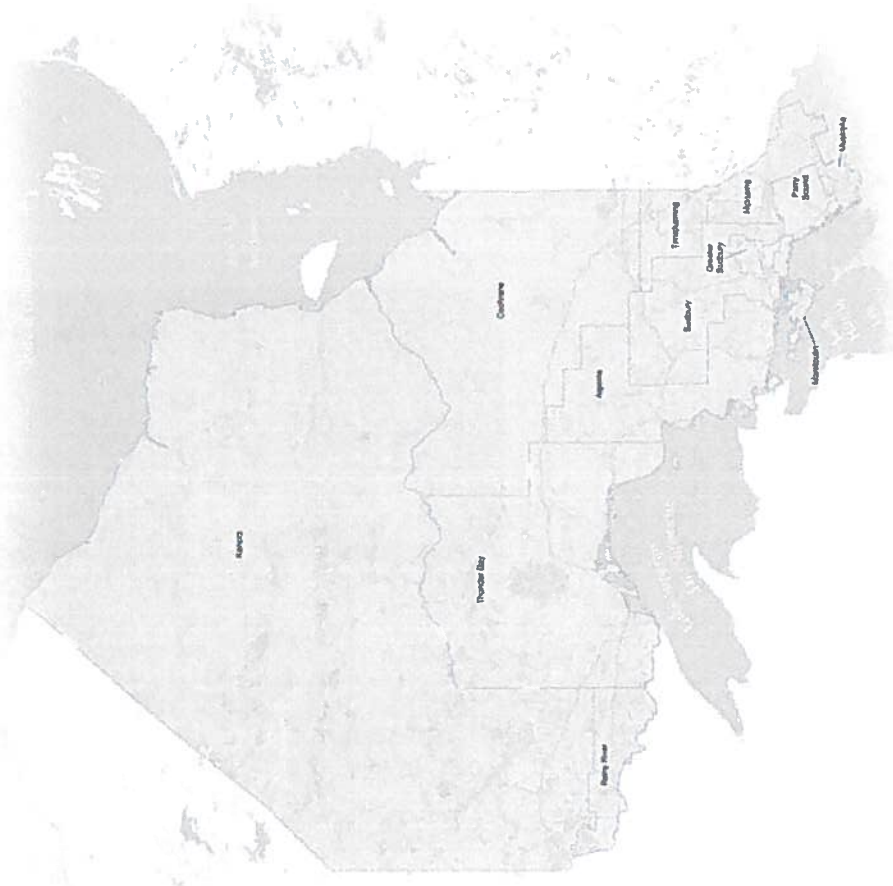 Kenora
Thunder Bay
Rainy River
Cochrane
Algoma
Sudbury
Timiskaming
Greater
Sudbury
Nipissing
Parry
Sound
Muskoka
Manitoulin